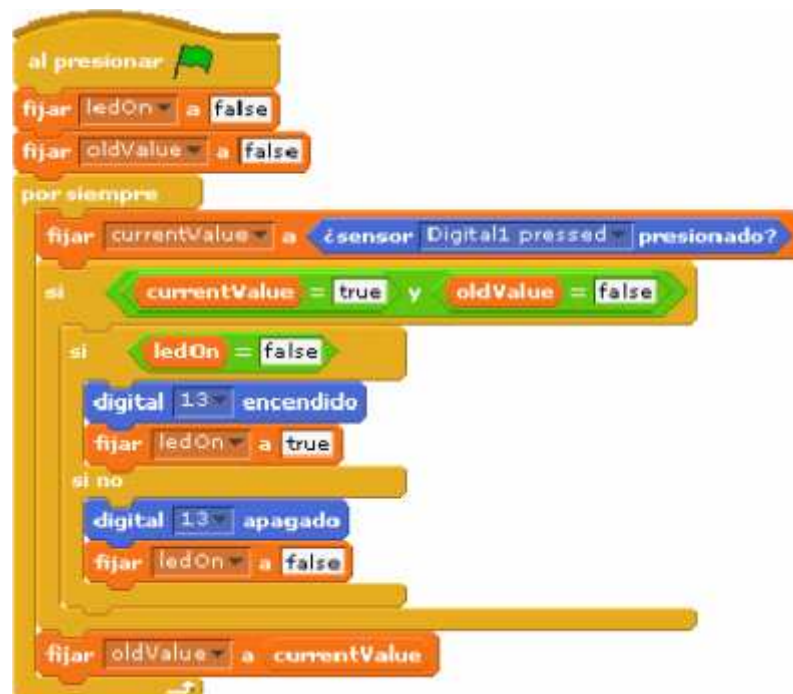 al presionar
fijar ledOn a false
fijar oldValue a false
por siempre
fijar currentValue a ¿sensor Digital1 pressed presionado?
si currentValue = true y oldValue = false
si ledOn = false
digital 13 encendido
fijar ledOn a true
si no
digital 13 apagado
fijar ledOn a false
fijar oldValue a currentValue